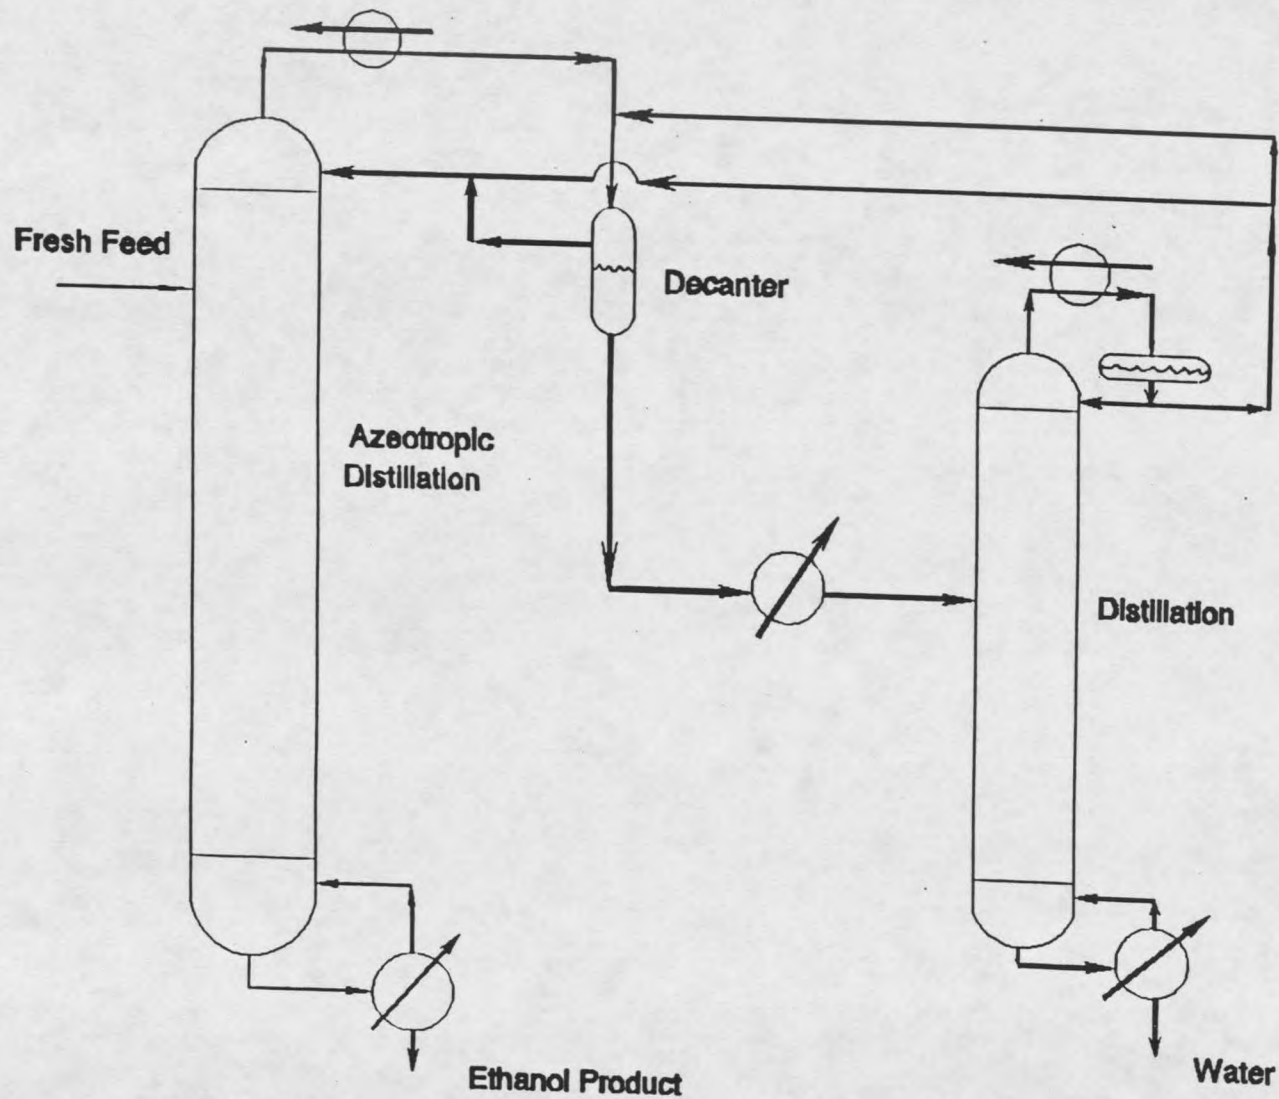 Fresh Feed
Decanter
Azeotropic
Distillation
Distillation
Ethanol Product
Water